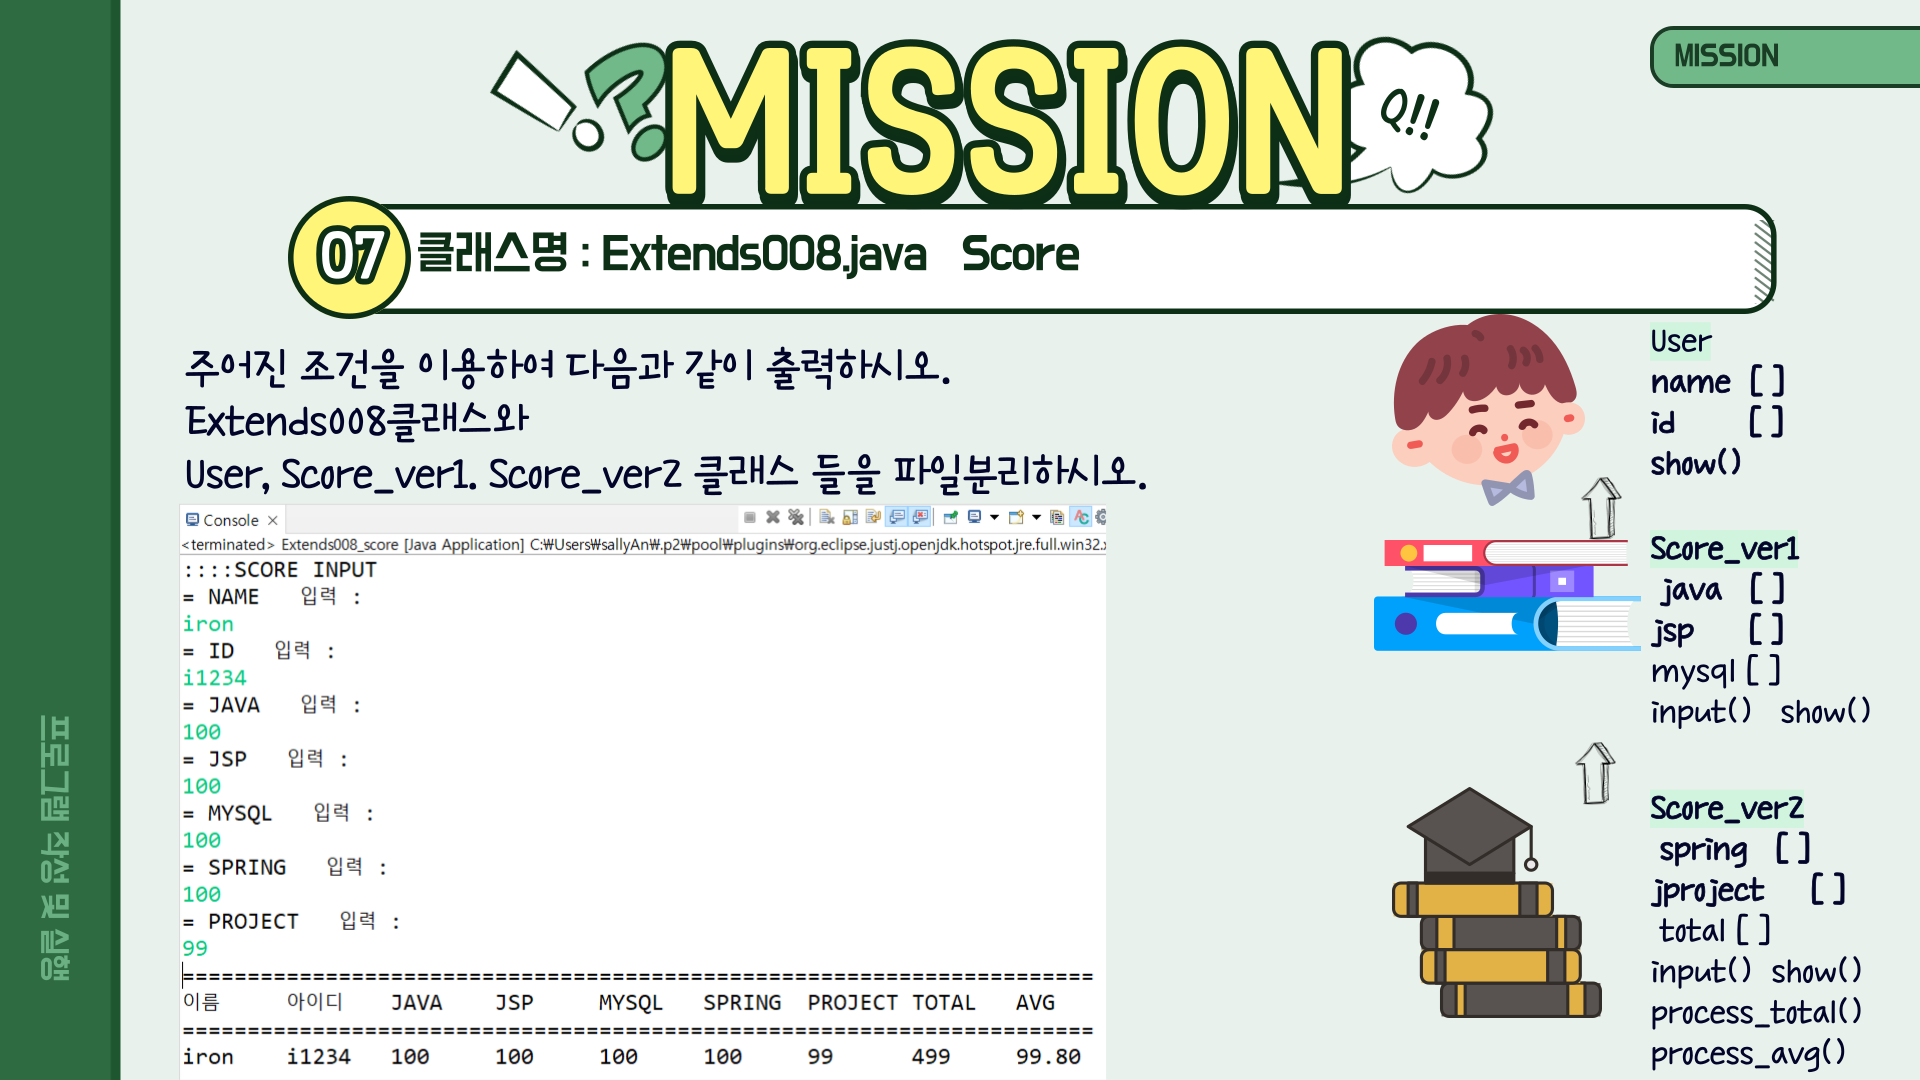 MISSION
!?
MISSION
Q!!
07
클래스명 : Extends008.java Score
주어진 조건을 이용하여 다음과 같이 출력하시오.
Extends008클래스와
User, Score_ver1. Score_ver2 클래스 들을 파일분리하시오.
Console
<terminated> Extends008_score [Java Application] C:₩Users₩sallyAn₩.p2₩pool₩plugins₩org.eclipse.justj.openjdk.hotspot.jre.full.win32.x
::::SCORE INPUT
= NAME 입력 :
iron
= ID 입력 :
i1234
= JAVA 입력 :
100
= JSP 입력 :
100
= MYSQL 입력 :
100
= SPRING 입력 :
100
= PROJECT 입력 :
99
======================================================================
이름 아이디 JAVA JSP MYSQL SPRING PROJECT TOTAL AVG
======================================================================
iron i1234 100 100 100 100 99 499 99.80
User
name [ ]
id [ ]
show()
Score_ver1
java [ ]
jsp [ ]
mysql [ ]
input() show()
Score_ver2
spring [ ]
jproject [ ]
total [ ]
input() show()
process_total()
process_avg()
프로그램 작성 및 실행